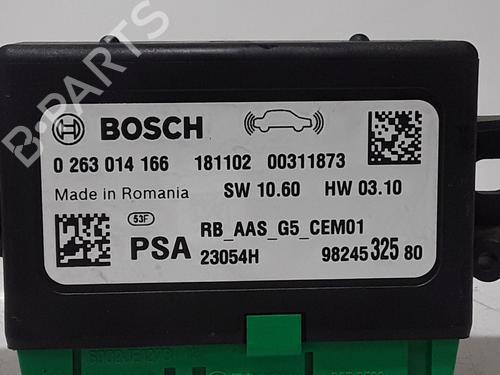 B-PARTS
BOSCH
0 263 014 166 181102 00311873
Made in Romania SW 10.60 HW 03.10
53F RB_AAS_G5_CEM01
PSA 23054H 98245 325 80